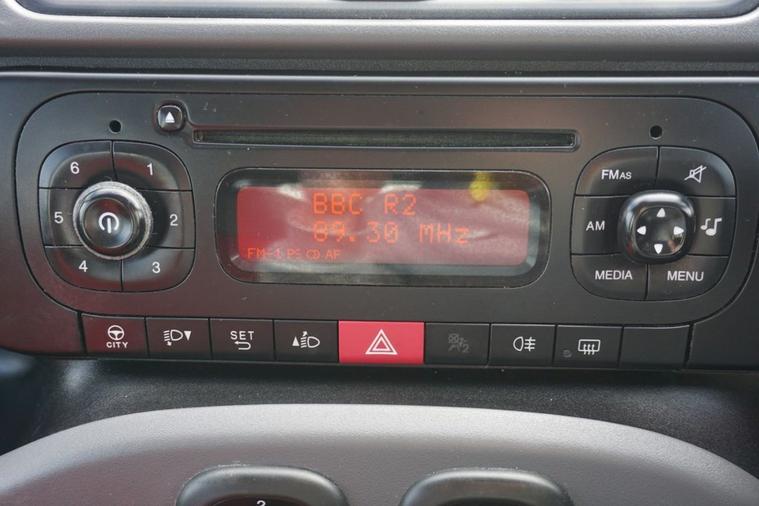 6 1
5 2
4 3
BBC R2
89.30 MHz
FM-1 PS CD AF
FMAS
AM
MEDIA MENU
CITY
SET
2